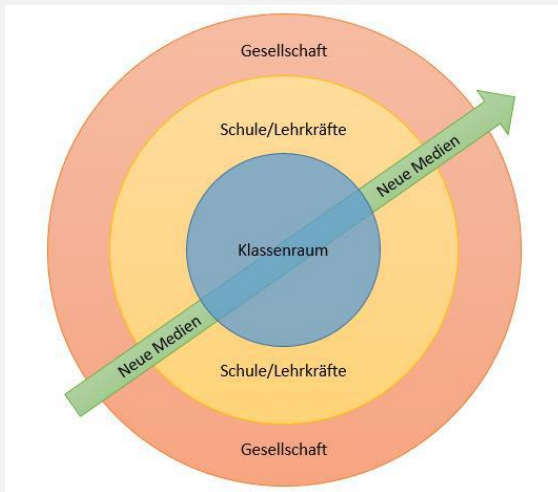 Gesellschaft
Schule/Lehrkräfte
Neue Medien
Klassenraum
Neue Medien
Schule/Lehrkräfte
Gesellschaft